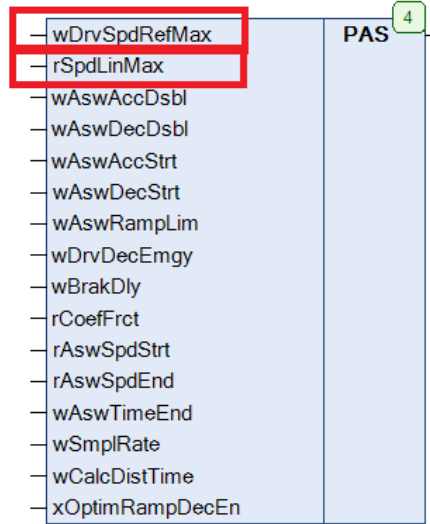 wDrvSpdRefMax PAS 4
rSpdLinMax
wAswAccDsbl
wAswDecDsbl
wAswAccStrt
wAswDecStrt
wAswRampLim
wDrvDecEmgy
wBrakDly
rCoefFrct
rAswSpdStrt
rAswSpdEnd
wAswTimeEnd
wSmplRate
wCalcDistTime
xOptimRampDecEn